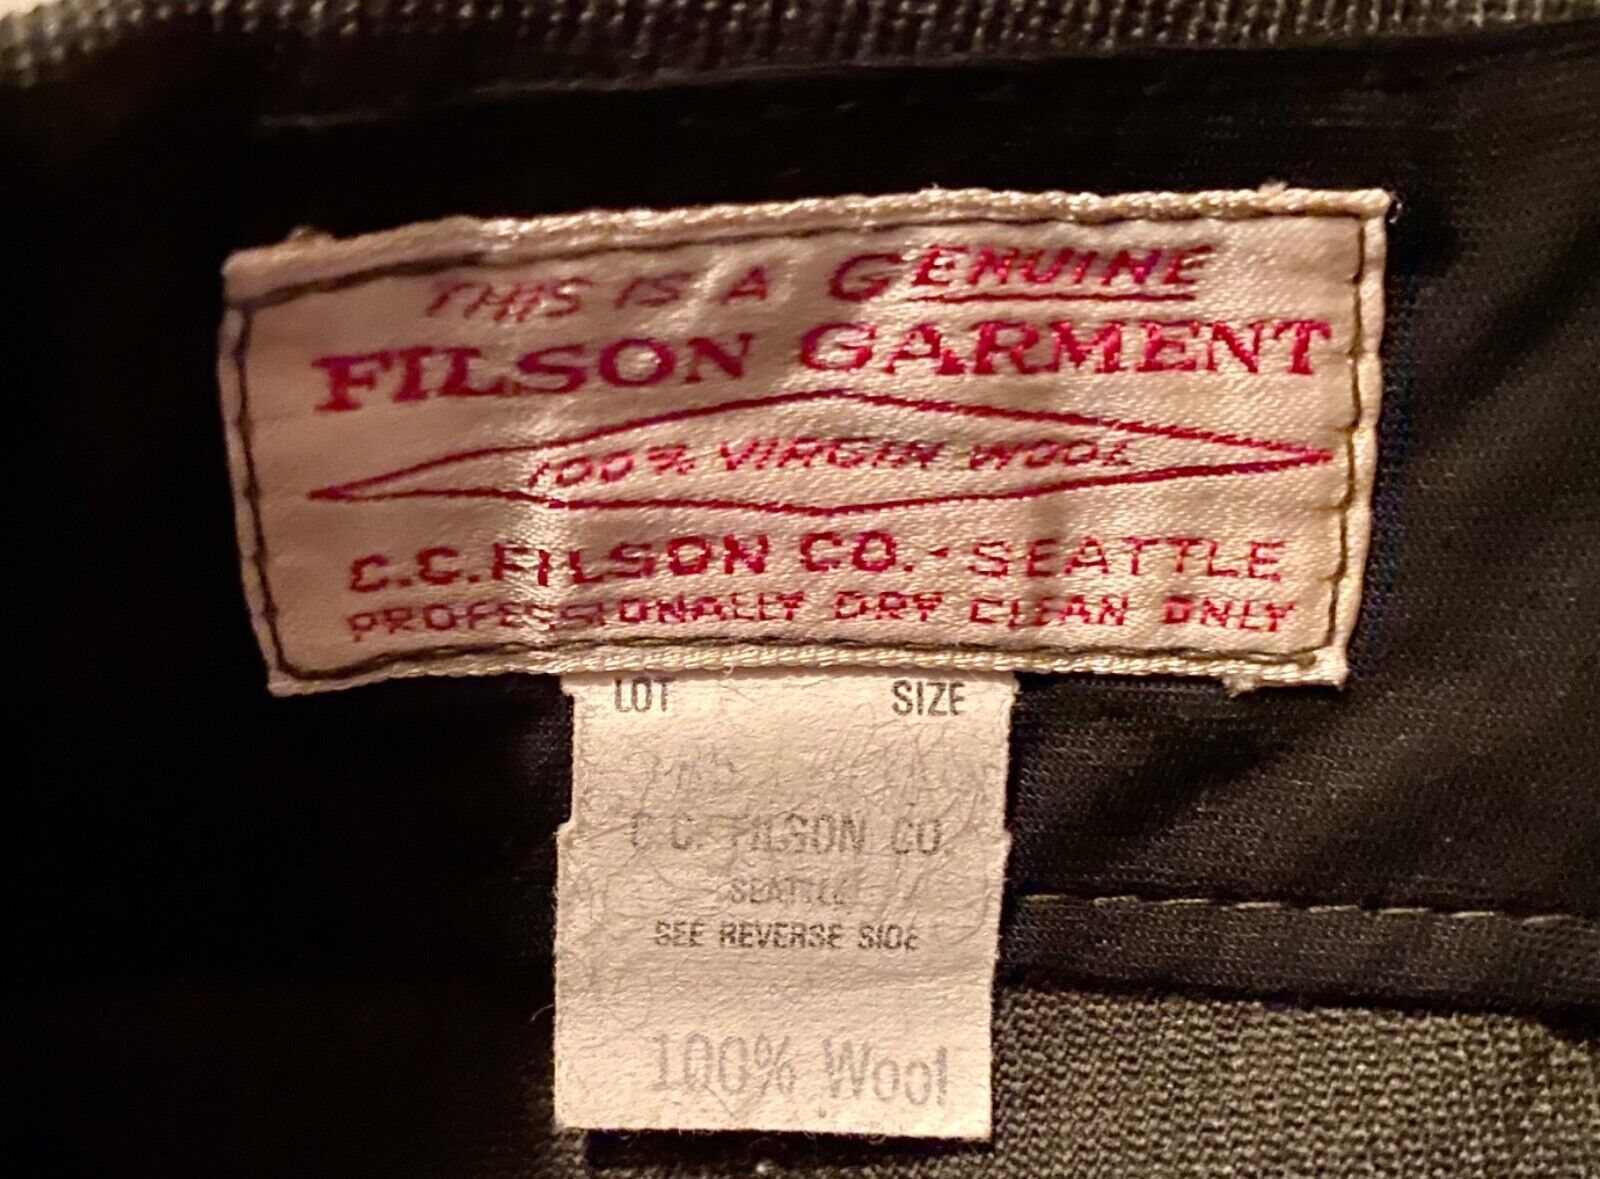 THIS IS A GENUINE
FILSON GARMENT
100% VIRGIN WOOL
C.C. FILSON CO. - SEATTLE
PROFESSIONALLY DRY CLEAN ONLY
LOT SIZE
C.C. FILSON CO.
SEATTLE
SEE REVERSE SIDE
100% Wool